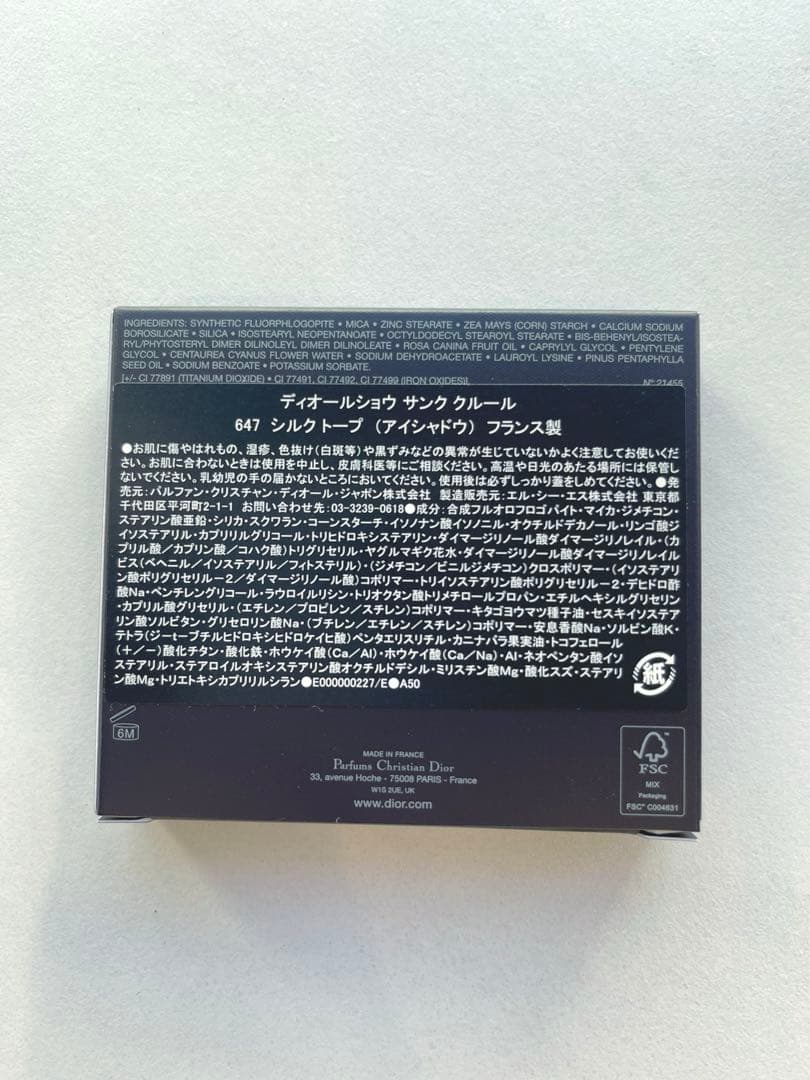 INGREDIENTS: SYNTHETIC FLUORPHLOGOPITE • MICA • ZINC STEARATE • ZEA MAYS (CORN) STARCH • CALCIUM SODIUM
BOROSILICATE • SILICA • ISOSTEARYL NEOPENTANOATE • OCTYLDODECYL STEAROYL STEARATE • BIS-BEHENYL/ISOSTEA-
RYL/PHYTOSTERYL DIMER DILINOLEYL DIMER DILINOLEATE • ROSA CANINA FRUIT OIL • CAPRYLYL GLYCOL • PENTYLENE
GLYCOL • CENTAUREA CYANUS FLOWER WATER • SODIUM DEHYDROACETATE • LAUROYL LYSINE • PINUS PENTAPHYLLA
SEED OIL • SODIUM BENZOATE • POTASSIUM SORBATE.
[+/- CI 77891 (TITANIUM DIOXIDE) • CI 77491, CI 77492, CI 77499 (IRON OXIDES)]. N° 21455
ディオールショウ サンク クルール
647 シルク トープ （アイシャドウ） フランス製
●お肌に傷やはれもの、湿疹、色抜け(白斑等)や黒ずみなどの異常が生じていないかよく注意してお使いくだ
さい。お肌に合わないときは使用を中止し、皮膚科医等にご相談ください。高温や日光のあたる場所には保管し
ないでください。乳幼児の手の届かないところにおいてください。使用後は必ずしっかり蓋をしめてください。●発
売元:パルファン・クリスチャン・ディオール・ジャポン株式会社 製造販売元:エル・シー・エス株式会社 東京都
千代田区平河町2-1-1 お問い合わせ先:03-3239-0618●成分:合成フルオロフロゴパイト・マイカ・ジメチコン・
ステアリン酸亜鉛・シリカ・スクワラン・コーンスターチ・イソノナン酸イソノニル・オクチルドデカノール・リンゴ酸ジ
イソステアリル・カプリリルグリコール・トリヒドロキシステアリン・ダイマージリノール酸ダイマージリノレイル・(カ
プリル酸／カプリン酸／コハク酸)トリグリセリル・ヤグルマギク花水・ダイマージリノール酸ダイマージリノレイル
ビス(ベヘニル／イソステアリル／フィトステリル)・(ジメチコン／ビニルジメチコン)クロスポリマー・(イソステアリ
ン酸ポリグリセリル－2／ダイマージリノール酸)コポリマー・トリイソステアリン酸ポリグリセリル－2・デヒドロ酢
酸Na・ペンチレングリコール・ラウロイルリシン・トリオクタン酸トリメチロールプロパン・エチルヘキシルグリセリン
・カプリル酸グリセリル・(エチレン／プロピレン／スチレン)コポリマー・キタゴヨウマツ種子油・セスキイソステア
リン酸ソルビタン・グリセロリン酸Na・(ブチレン／エチレン／スチレン)コポリマー・安息香酸Na・ソルビン酸K・
テトラ(ジーt－ブチルヒドロキシヒドロケイヒ酸)ペンタエリスリチル・カニナバラ果実油・トコフェロール
(＋／－)酸化チタン・酸化鉄・ホウケイ酸(Ca／Al)・ホウケイ酸(Ca／Na)・Al・ネオペンタン酸イソ
ステアリル・ステアロイルオキシステアリン酸オクチルドデシル・ミリスチン酸Mg・酸化スズ・ステアリ
ン酸Mg・トリエトキシカプリリルシラン●E000000227/E●A50
紙
6M
MADE IN FRANCE
Parfums Christian Dior
33, avenue Hoche - 75008 PARIS - France
W1S 2UE, UK
www.dior.com
FSC
MIX
Packaging
FSC® C004631